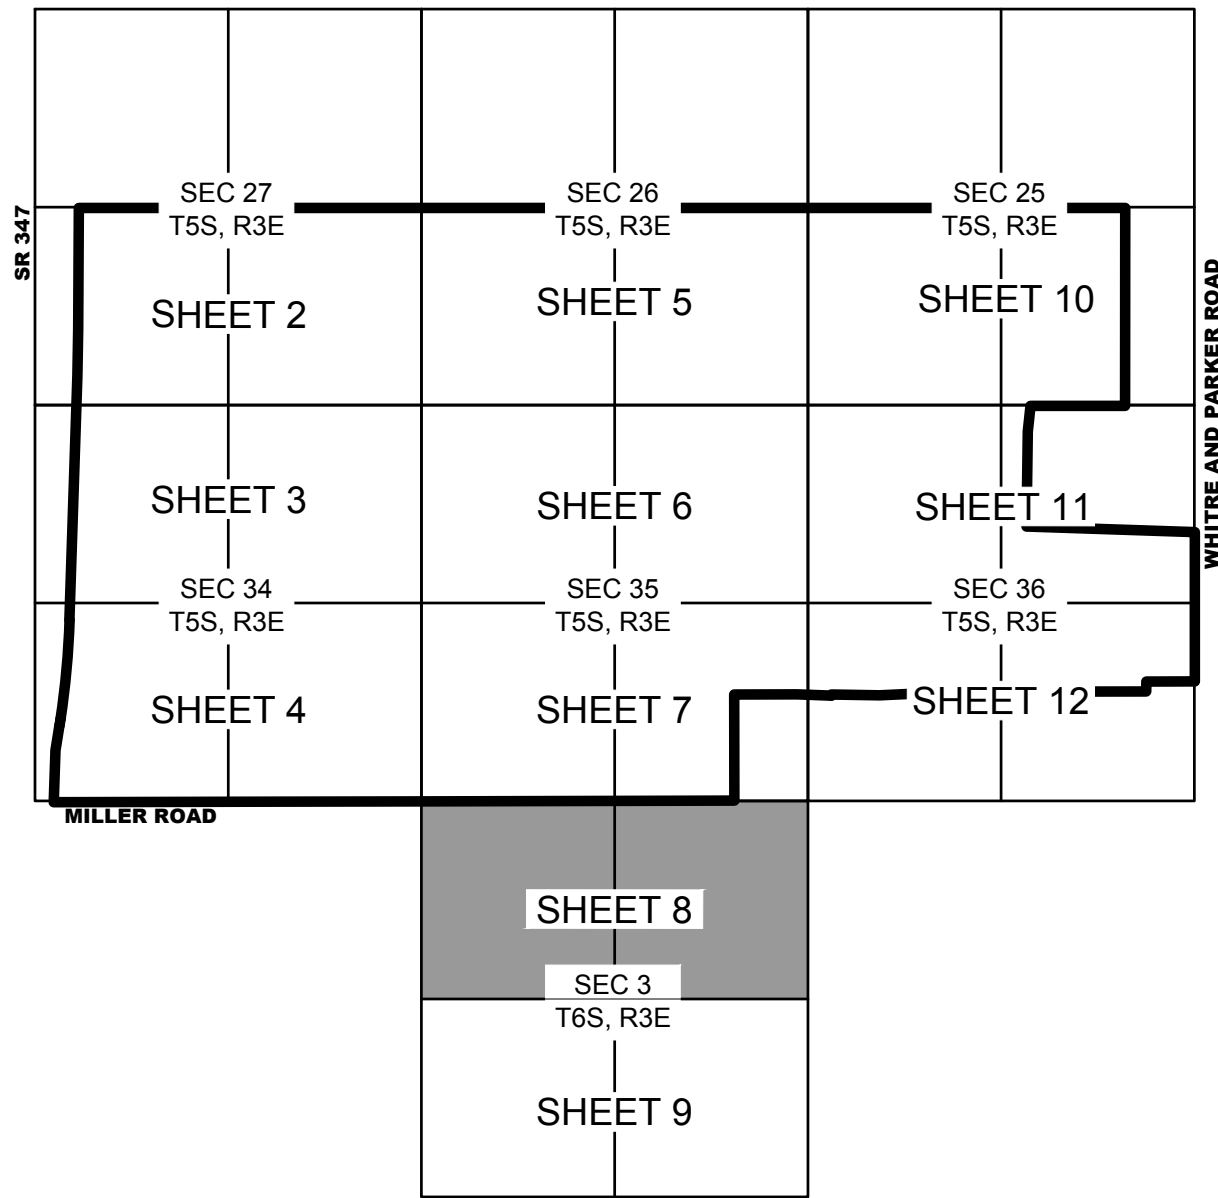 SEC 27
T5S, R3E
SEC 26
T5S, R3E
SEC 25
T5S, R3E
SR 347
SHEET 2
SHEET 5
SHEET 10
WHITRE AND PARKER ROAD
SHEET 3
SHEET 6
SHEET 11
SEC 34
T5S, R3E
SEC 35
T5S, R3E
SEC 36
T5S, R3E
SHEET 4
SHEET 7
SHEET 12
MILLER ROAD
SHEET 8
SEC 3
T6S, R3E
SHEET 9